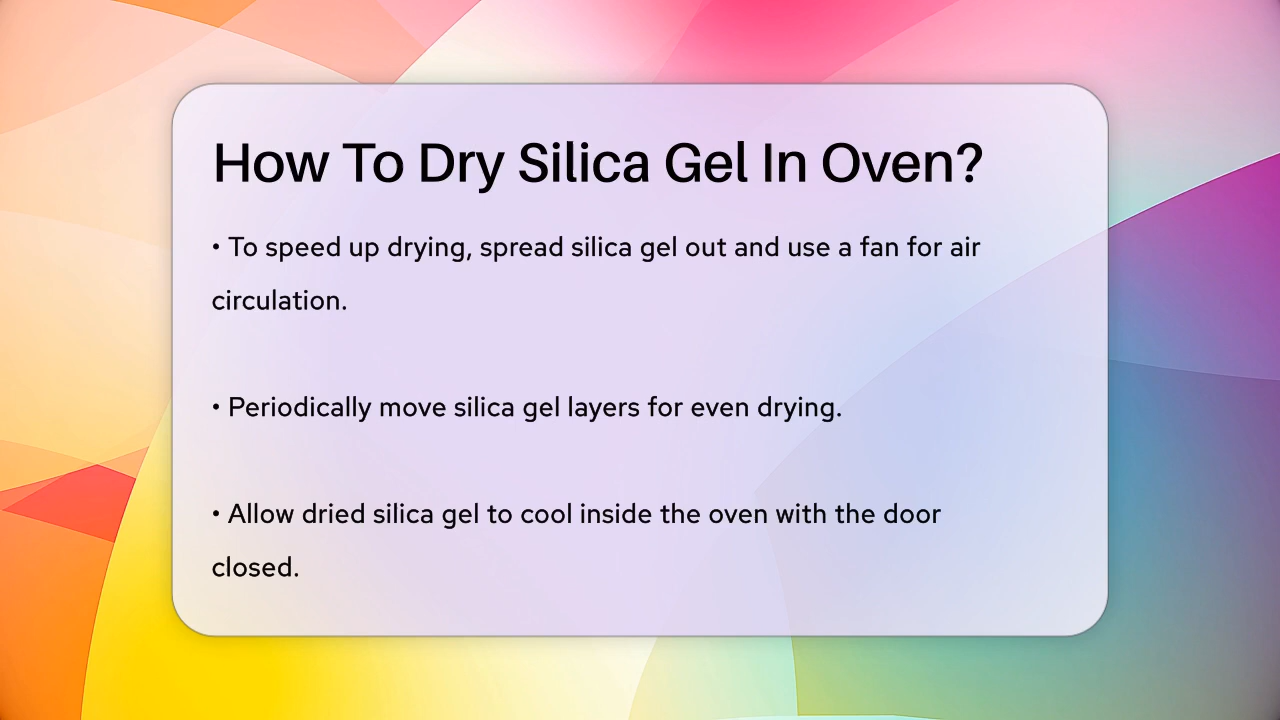 How To Dry Silica Gel In Oven?
• To speed up drying, spread silica gel out and use a fan for air
circulation.
• Periodically move silica gel layers for even drying.
• Allow dried silica gel to cool inside the oven with the door
closed.